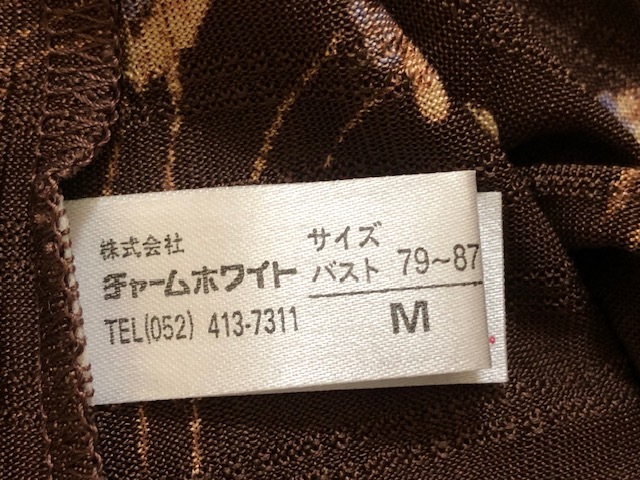 株式会社
チャームホワイト
TEL(052) 413-7311
サイズ
バスト 79~87
M